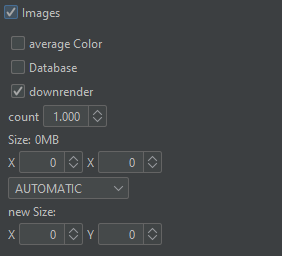 Images
average Color
Database
downrender
count 1.000
Size: 0MB
X 0 X 0
AUTOMATIC
new Size:
X 0 Y 0